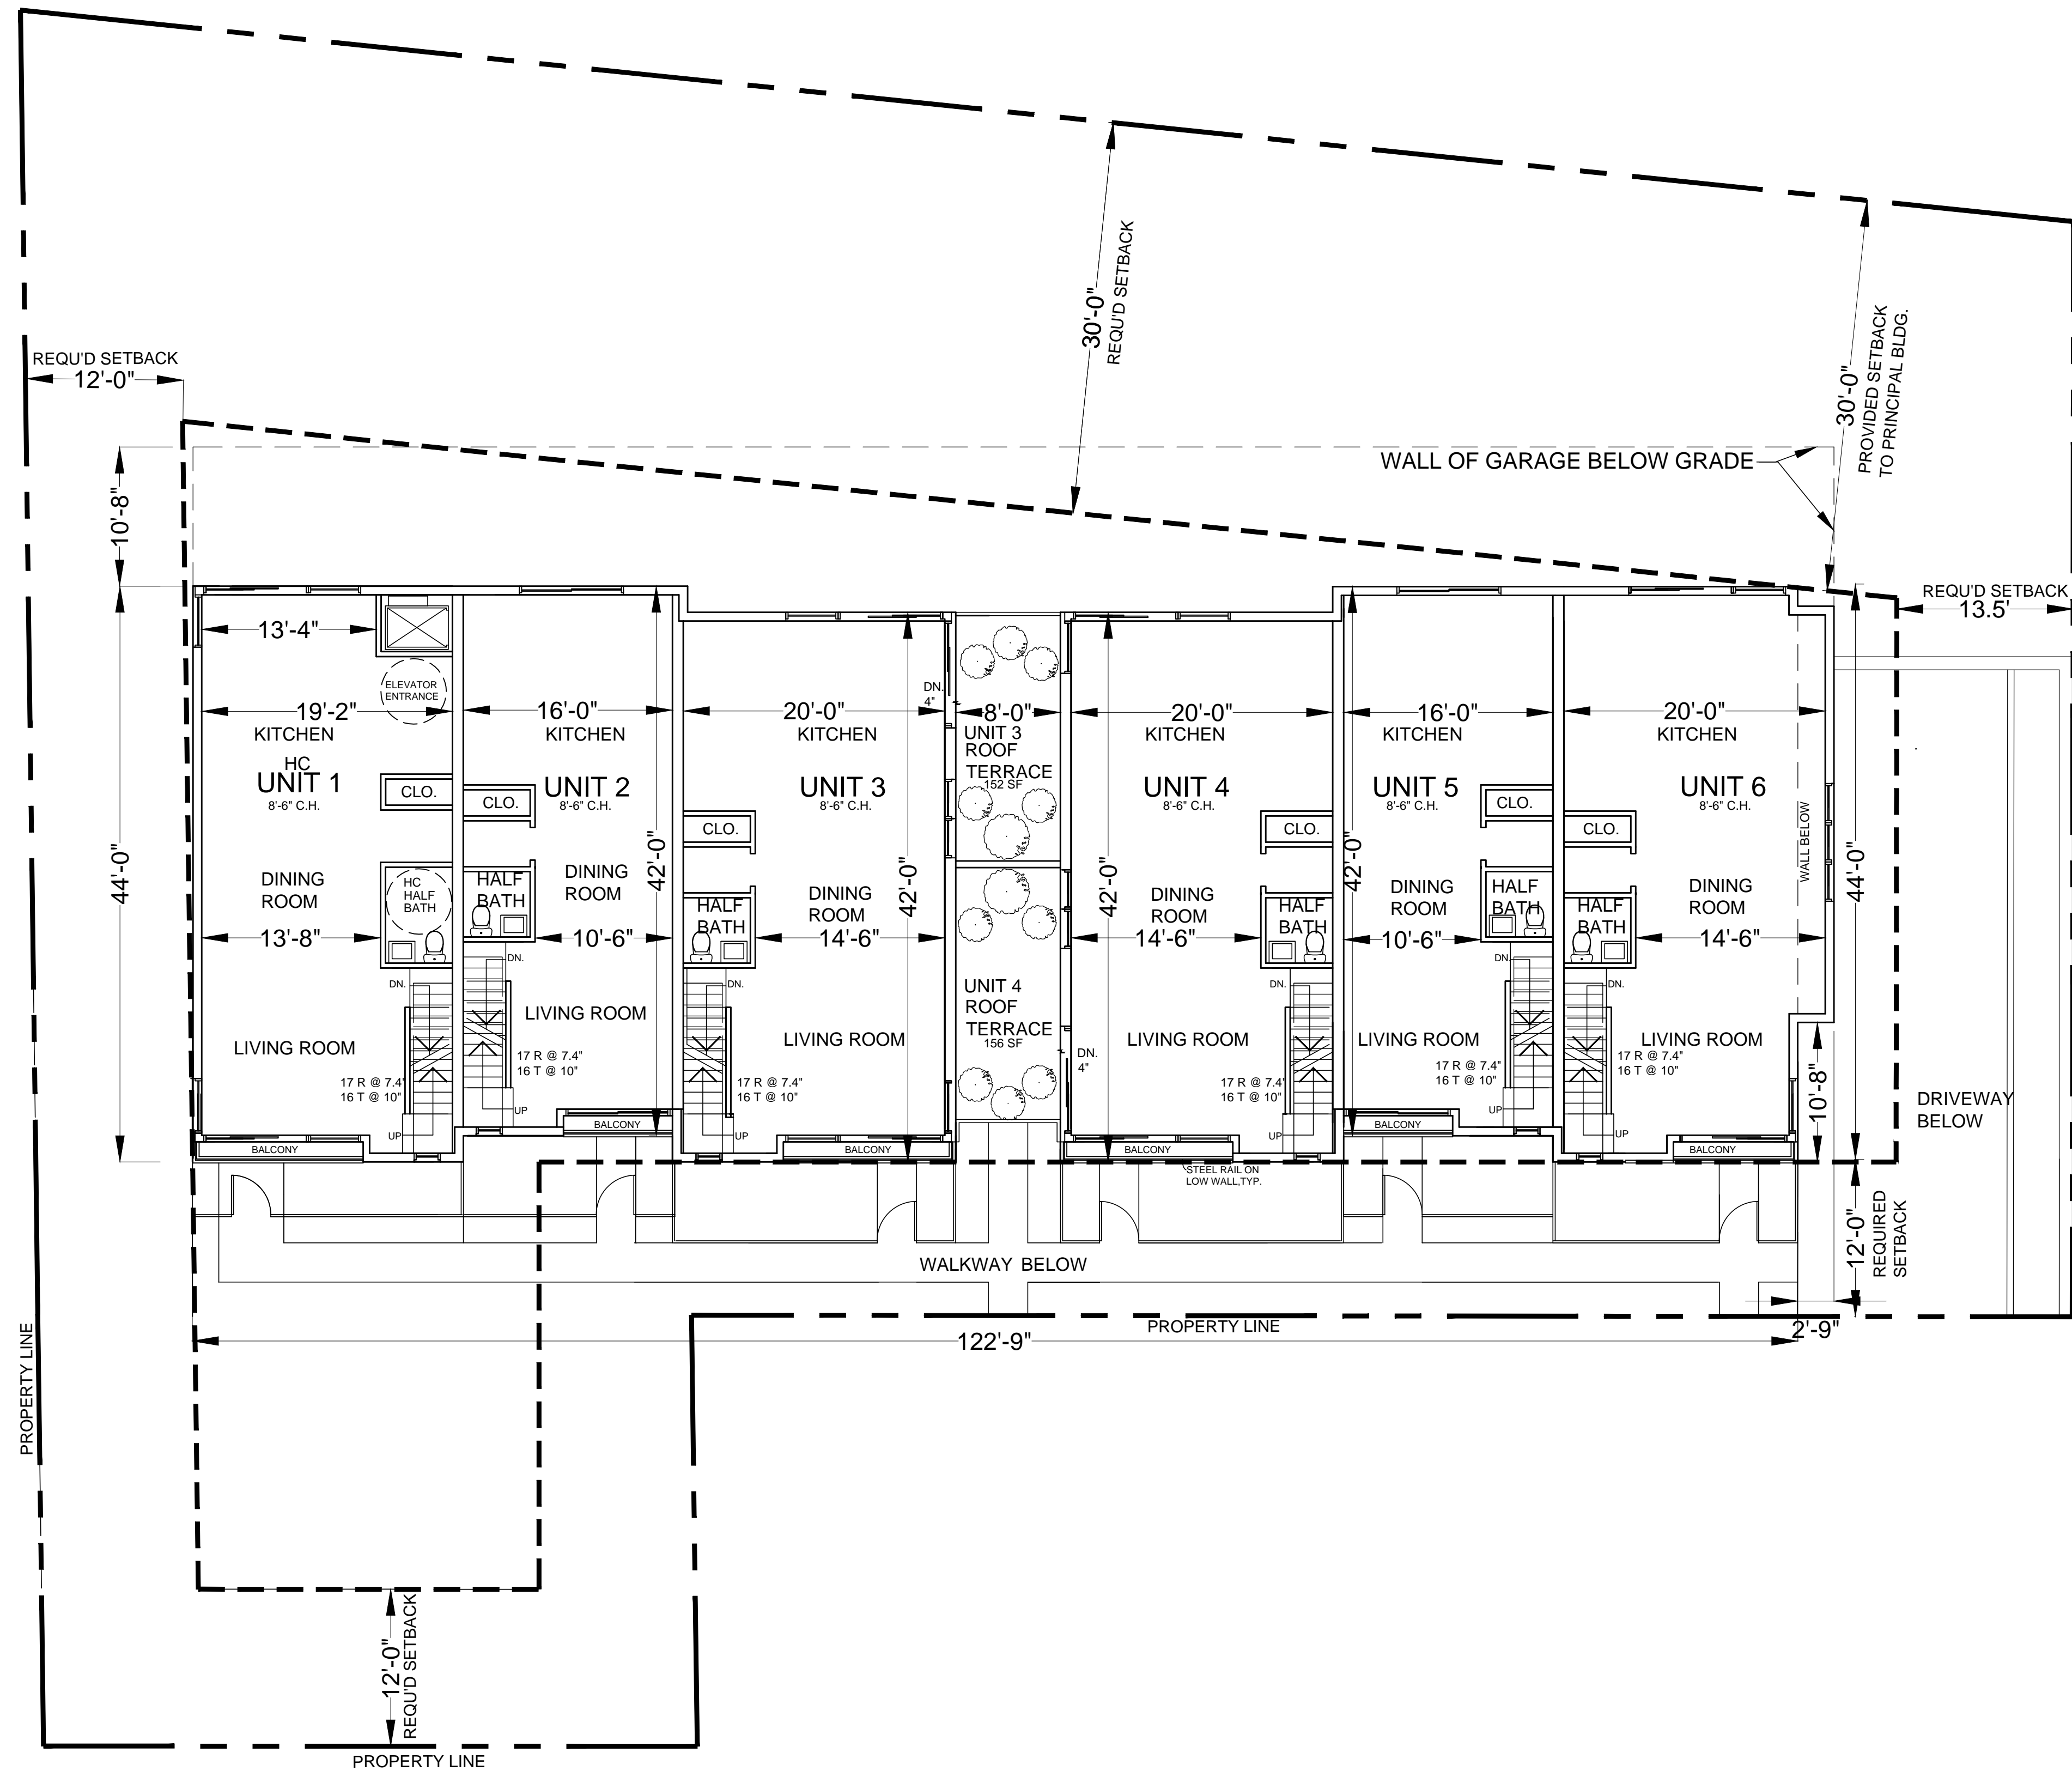 30'-0"
REQU'D SETBACK
30'-0"
PROVIDED SETBACK
TO PRINCIPAL BLDG.
REQU'D SETBACK
12'-0"
WALL OF GARAGE BELOW GRADE
10'-8"
REQU'D SETBACK
13.5'
44'-0"
13'-4"
ELEVATOR
ENTRANCE
19'-2"
KITCHEN
HC
UNIT 1
8'-6" C.H.
CLO.
DINING
ROOM
HC
HALF
BATH
13'-8"
DN.
LIVING ROOM
17 R @ 7.4"
16 T @ 10"
UP
BALCONY
16'-0"
KITCHEN
UNIT 2
8'-6" C.H.
CLO.
42'-0"
DINING
ROOM
HALF
BATH
10'-6"
DN.
LIVING ROOM
17 R @ 7.4"
16 T @ 10"
UP
BALCONY
20'-0"
KITCHEN
UNIT 3
8'-6" C.H.
CLO.
42'-0"
DINING
ROOM
HALF
BATH
14'-6"
DN.
LIVING ROOM
17 R @ 7.4"
16 T @ 10"
UP
BALCONY
DN.
4"
8'-0"
UNIT 3
ROOF
TERRACE
152 SF
UNIT 4
ROOF
TERRACE
156 SF
DN.
4"
20'-0"
KITCHEN
UNIT 4
8'-6" C.H.
CLO.
42'-0"
DINING
ROOM
HALF
BATH
14'-6"
DN.
LIVING ROOM
17 R @ 7.4"
16 T @ 10"
UP
BALCONY
STEEL RAIL ON
LOW WALL,TYP.
16'-0"
KITCHEN
UNIT 5
8'-6" C.H.
CLO.
42'-0"
DINING
ROOM
HALF
BATH
10'-6"
DN.
LIVING ROOM
17 R @ 7.4"
16 T @ 10"
UP
BALCONY
20'-0"
KITCHEN
UNIT 6
8'-6" C.H.
CLO.
WALL BELOW
44'-0"
DINING
ROOM
HALF
BATH
14'-6"
DN.
LIVING ROOM
17 R @ 7.4"
16 T @ 10"
UP
BALCONY
10'-8"
DRIVEWAY
BELOW
12'-0"
REQUIRED
SETBACK
WALKWAY BELOW
PROPERTY LINE
122'-9"
2'-9"
PROPERTY LINE
12'-0"
REQU'D SETBACK
PROPERTY LINE